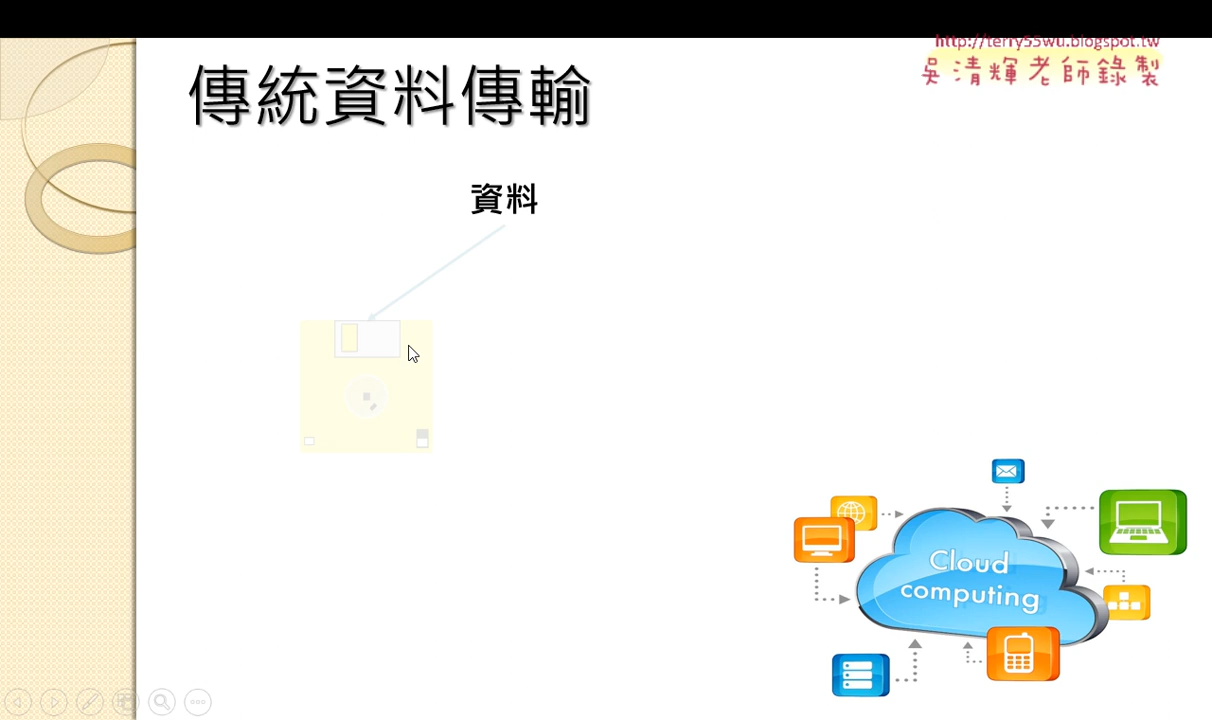 http://terry55wu.blogspot.tw
吳清輝老師錄製
傳統資料傳輸
資料
Cloud
computing